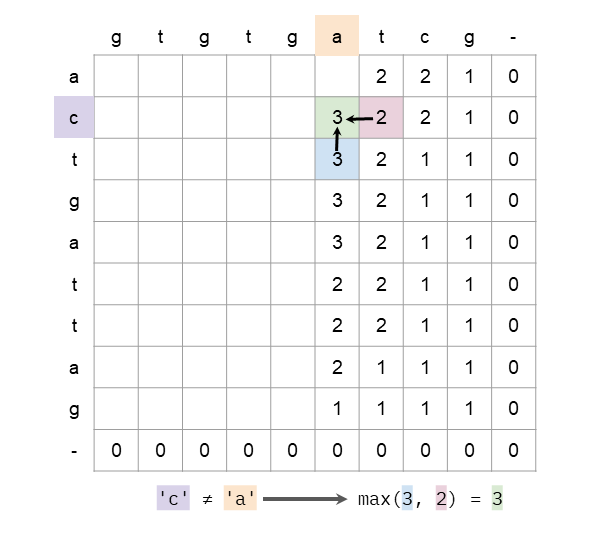 g t g t g a t c g -
a 2 2 1 0
c 3 2 2 1 0
t 3 2 1 1 0
g 3 2 1 1 0
a 3 2 1 1 0
t 2 2 1 1 0
t 2 2 1 1 0
a 2 1 1 1 0
g 1 1 1 1 0
- 0 0 0 0 0 0 0 0 0 0
'c' ≠ 'a' max(3, 2) = 3